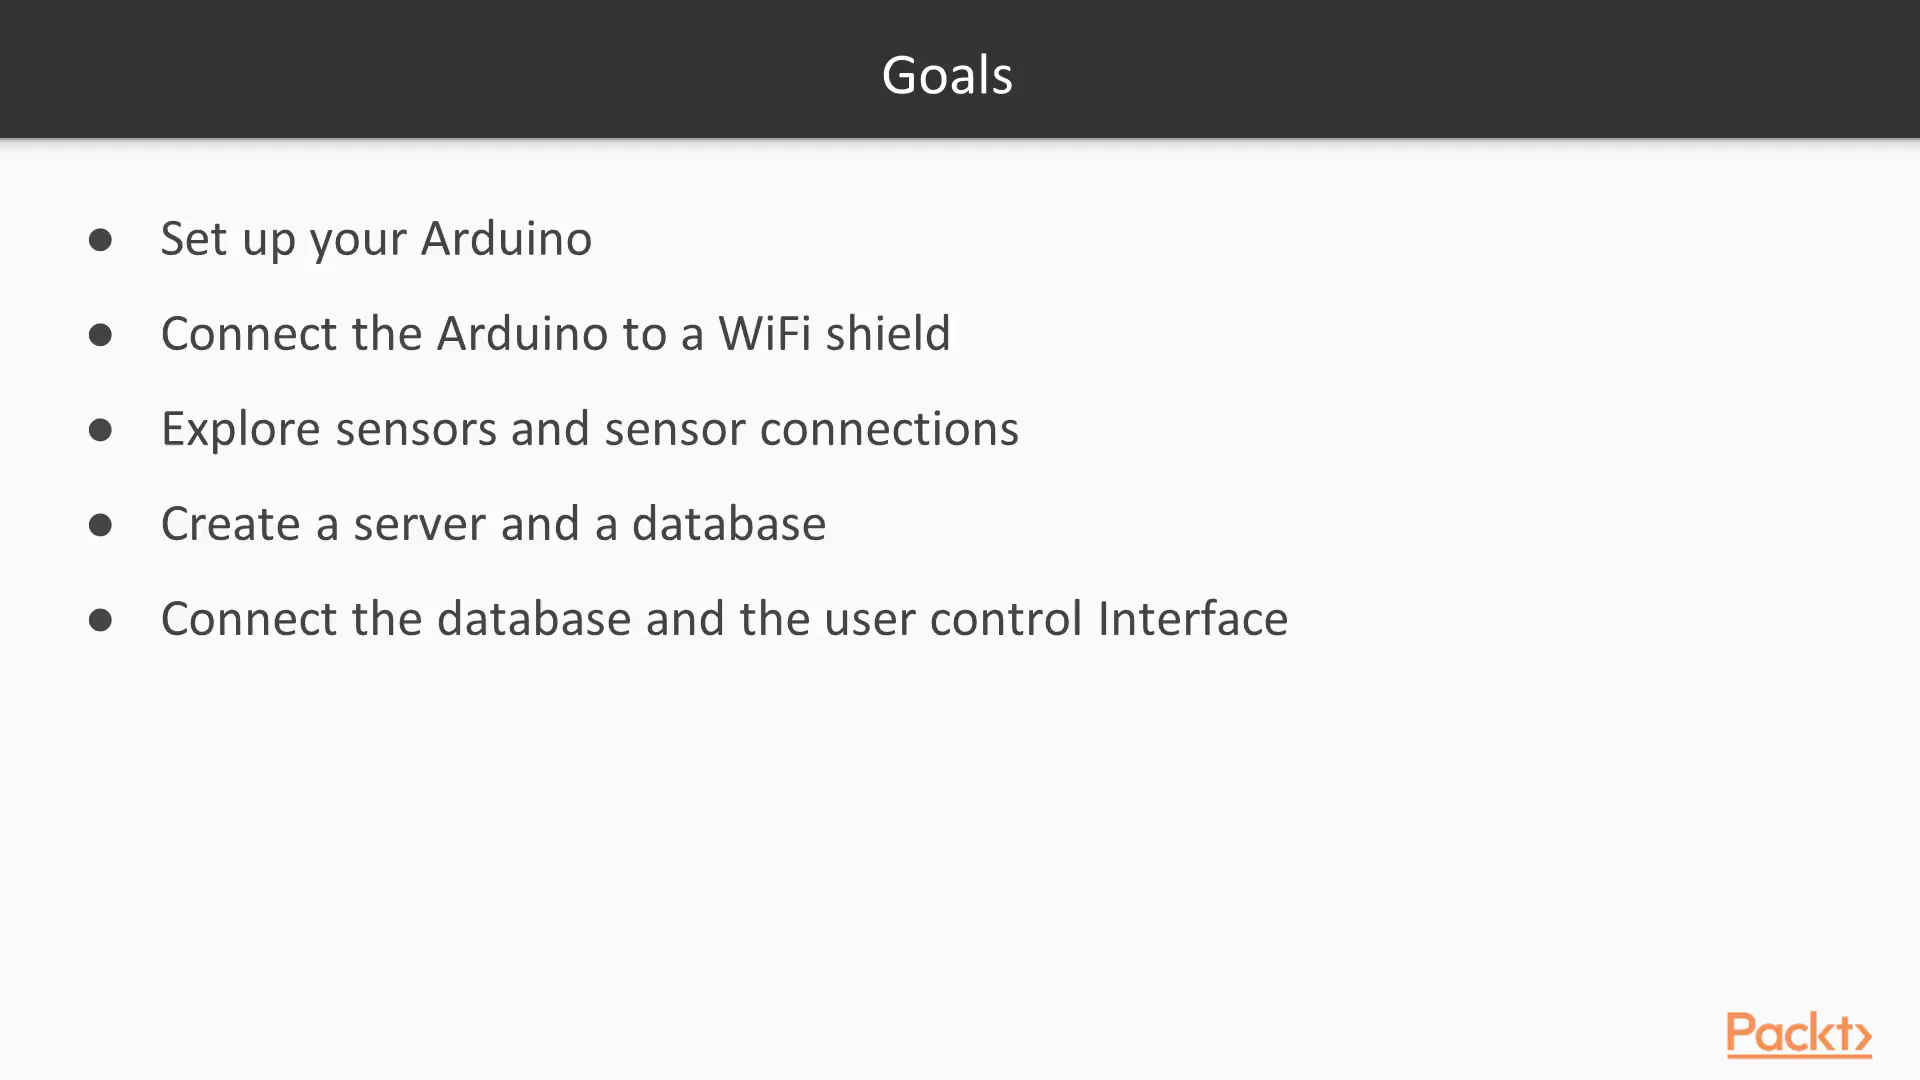 Goals
● Set up your Arduino
● Connect the Arduino to a WiFi shield
● Explore sensors and sensor connections
● Create a server and a database
● Connect the database and the user control Interface
Packt>